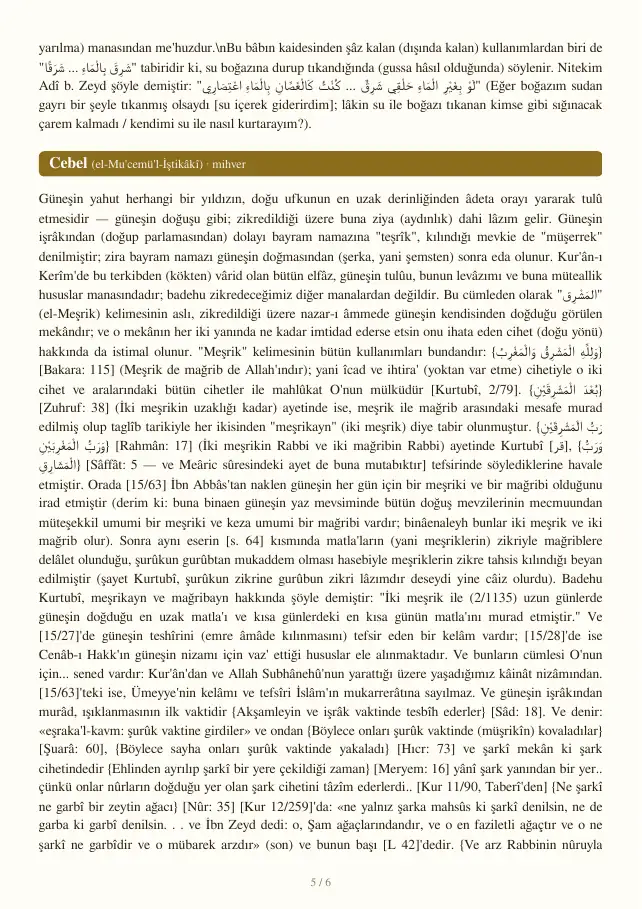 yarılma) manasından me'huzdur.\nBu bâbın kaidesinden şâz kalan (dışında kalan) kullanımlardan biri de
"شَرِقَ بِالْمَاءِ ... شَرَقًا" tabiridir ki, su boğazına durup tıkandığında (gussa hâsıl olduğunda) söylenir. Nitekim
Adî b. Zeyd şöyle demiştir: "لَوْ بِغَيْرِ الْمَاءِ حَلْقِي شَرِقٌ ... كُنْتُ كَالْغَصَّانِ بِالْمَاءِ اعْتِصَارِى" (Eğer boğazım sudan
gayrı bir şeyle tıkanmış olsaydı [su içerek giderirdim]; lâkin su ile boğazı tıkanan kimse gibi sığınacak
çarem kalmadı / kendimi su ile nasıl kurtarayım?).
Cebel (el-Mu'cemü'l-İştikâkî) · mihver
Güneşin yahut herhangi bir yıldızın, doğu ufkunun en uzak derinliğinden âdeta orayı yararak tulû
etmesidir — güneşin doğuşu gibi; zikredildiği üzere buna ziya (aydınlık) dahi lâzım gelir. Güneşin
işrâkından (doğup parlamasından) dolayı bayram namazına "teşrîk", kılındığı mevkie de "müşerrek"
denilmiştir; zira bayram namazı güneşin doğmasından (şerka, yani şemsten) sonra eda olunur. Kur'ân-ı
Kerîm'de bu terkibden (kökten) vârid olan bütün elfâz, güneşin tulûu, bunun levâzımı ve buna müteallik
hususlar manasındadır; badehu zikredeceğimiz diğer manalardan değildir. Bu cümleden olarak "المَشْرِق"
(el-Meşrik) kelimesinin aslı, zikredildiği üzere nazar-ı âmmede güneşin kendisinden doğduğu görülen
mekândır; ve o mekânın her iki yanında ne kadar imtidad ederse etsin onu ihata eden cihet (doğu yönü)
hakkında da istimal olunur. "Meşrik" kelimesinin bütün kullanımları bundandır: {وَلِلَّهِ الْمَشْرِقُ وَالْمَغْرِبُ}
[Bakara: 115] (Meşrik de mağrib de Allah'ındır); yani îcad ve ihtira' (yoktan var etme) cihetiyle o iki
cihet ve aralarındaki bütün cihetler ile mahlûkat O'nun mülküdür [Kurtubî, 2/79]. {بُعْدَ الْمَشْرِقَيْنِ}
[Zuhruf: 38] (İki meşrikin uzaklığı kadar) ayetinde ise, meşrik ile mağrib arasındaki mesafe murad
edilmiş olup taglîb tarikiyle her ikisinden "meşrikayn" (iki meşrik) diye tabir olunmuştur. {رَبُّ الْمَشْرِقَيْنِ
وَرَبُّ الْمَغْرِبَيْنِ} [Rahmân: 17] (İki meşrikin Rabbi ve iki mağribin Rabbi) ayetinde Kurtubî [قر], {وَرَبُّ
الْمَشَارِقِ} [Sâffât: 5 — ve Meâric sûresindeki ayet de buna mutabıktır] tefsirinde söylediklerine havale
etmiştir. Orada [15/63] İbn Abbâs'tan naklen güneşin her gün için bir meşriki ve bir mağribi olduğunu
irad etmiştir (derim ki: buna binaen güneşin yaz mevsiminde bütün doğuş mevzilerinin mecmuundan
müteşekkil umumi bir meşriki ve keza umumi bir mağribi vardır; binâenaleyh bunlar iki meşrik ve iki
mağrib olur). Sonra aynı eserin [s. 64] kısmında matla'ların (yani meşriklerin) zikriyle mağriblere
delâlet olunduğu, şurûkun gurûbtan mukaddem olması hasebiyle meşriklerin zikre tahsis kılındığı beyan
edilmiştir (şayet Kurtubî, şurûkun zikrine gurûbun zikri lâzımdır deseydi yine câiz olurdu). Badehu
Kurtubî, meşrikayn ve mağribayn hakkında şöyle demiştir: "İki meşrik ile (2/1135) uzun günlerde
güneşin doğduğu en uzak matla'ı ve kısa günlerdeki en kısa günün matla'ını murad etmiştir." Ve
[15/27]'de güneşin teshîrini (emre âmâde kılınmasını) tefsir eden bir kelâm vardır; [15/28]'de ise
Cenâb-ı Hakk'ın güneşin nizamı için vaz' ettiği hususlar ele alınmaktadır. Ve bunların cümlesi O'nun
için... sened vardır: Kur'ân'dan ve Allah Subhânehû'nun yarattığı üzere yaşadığımız kâinât nizâmından.
[15/63]'teki ise, Ümeyye'nin kelâmı ve tefsîri İslâm'ın mukarrerâtına sayılmaz. Ve güneşin işrâkından
murâd, ışıklanmasının ilk vaktidir {Akşamleyin ve işrâk vaktinde tesbîh ederler} [Sâd: 18]. Ve denir:
«eşraka'l-kavm: şurûk vaktine girdiler» ve ondan {Böylece onları şurûk vaktinde (müşrikîn) kovaladılar}
[Şuarâ: 60], {Böylece sayha onları şurûk vaktinde yakaladı} [Hıcr: 73] ve şarkî mekân ki şark
cihetindedir {Ehlinden ayrılıp şarkî bir yere çekildiği zaman} [Meryem: 16] yânî şark yanından bir yer..
çünkü onlar nûrların doğduğu yer olan şark cihetini tâzîm ederlerdi.. [Kur 11/90, Taberî'den] {Ne şarkî
ne garbî bir zeytin ağacı} [Nûr: 35] [Kur 12/259]'da: «ne yalnız şarka mahsûs ki şarkî denilsin, ne de
garba ki garbî denilsin. . . ve İbn Zeyd dedi: o, Şam ağaçlarındandır, ve o en faziletli ağaçtır ve o ne
şarkî ne garbîdir ve o mübarek arzdır» (son) ve bunun başı [L 42]'dedir. {Ve arz Rabbinin nûruyla
5 / 6